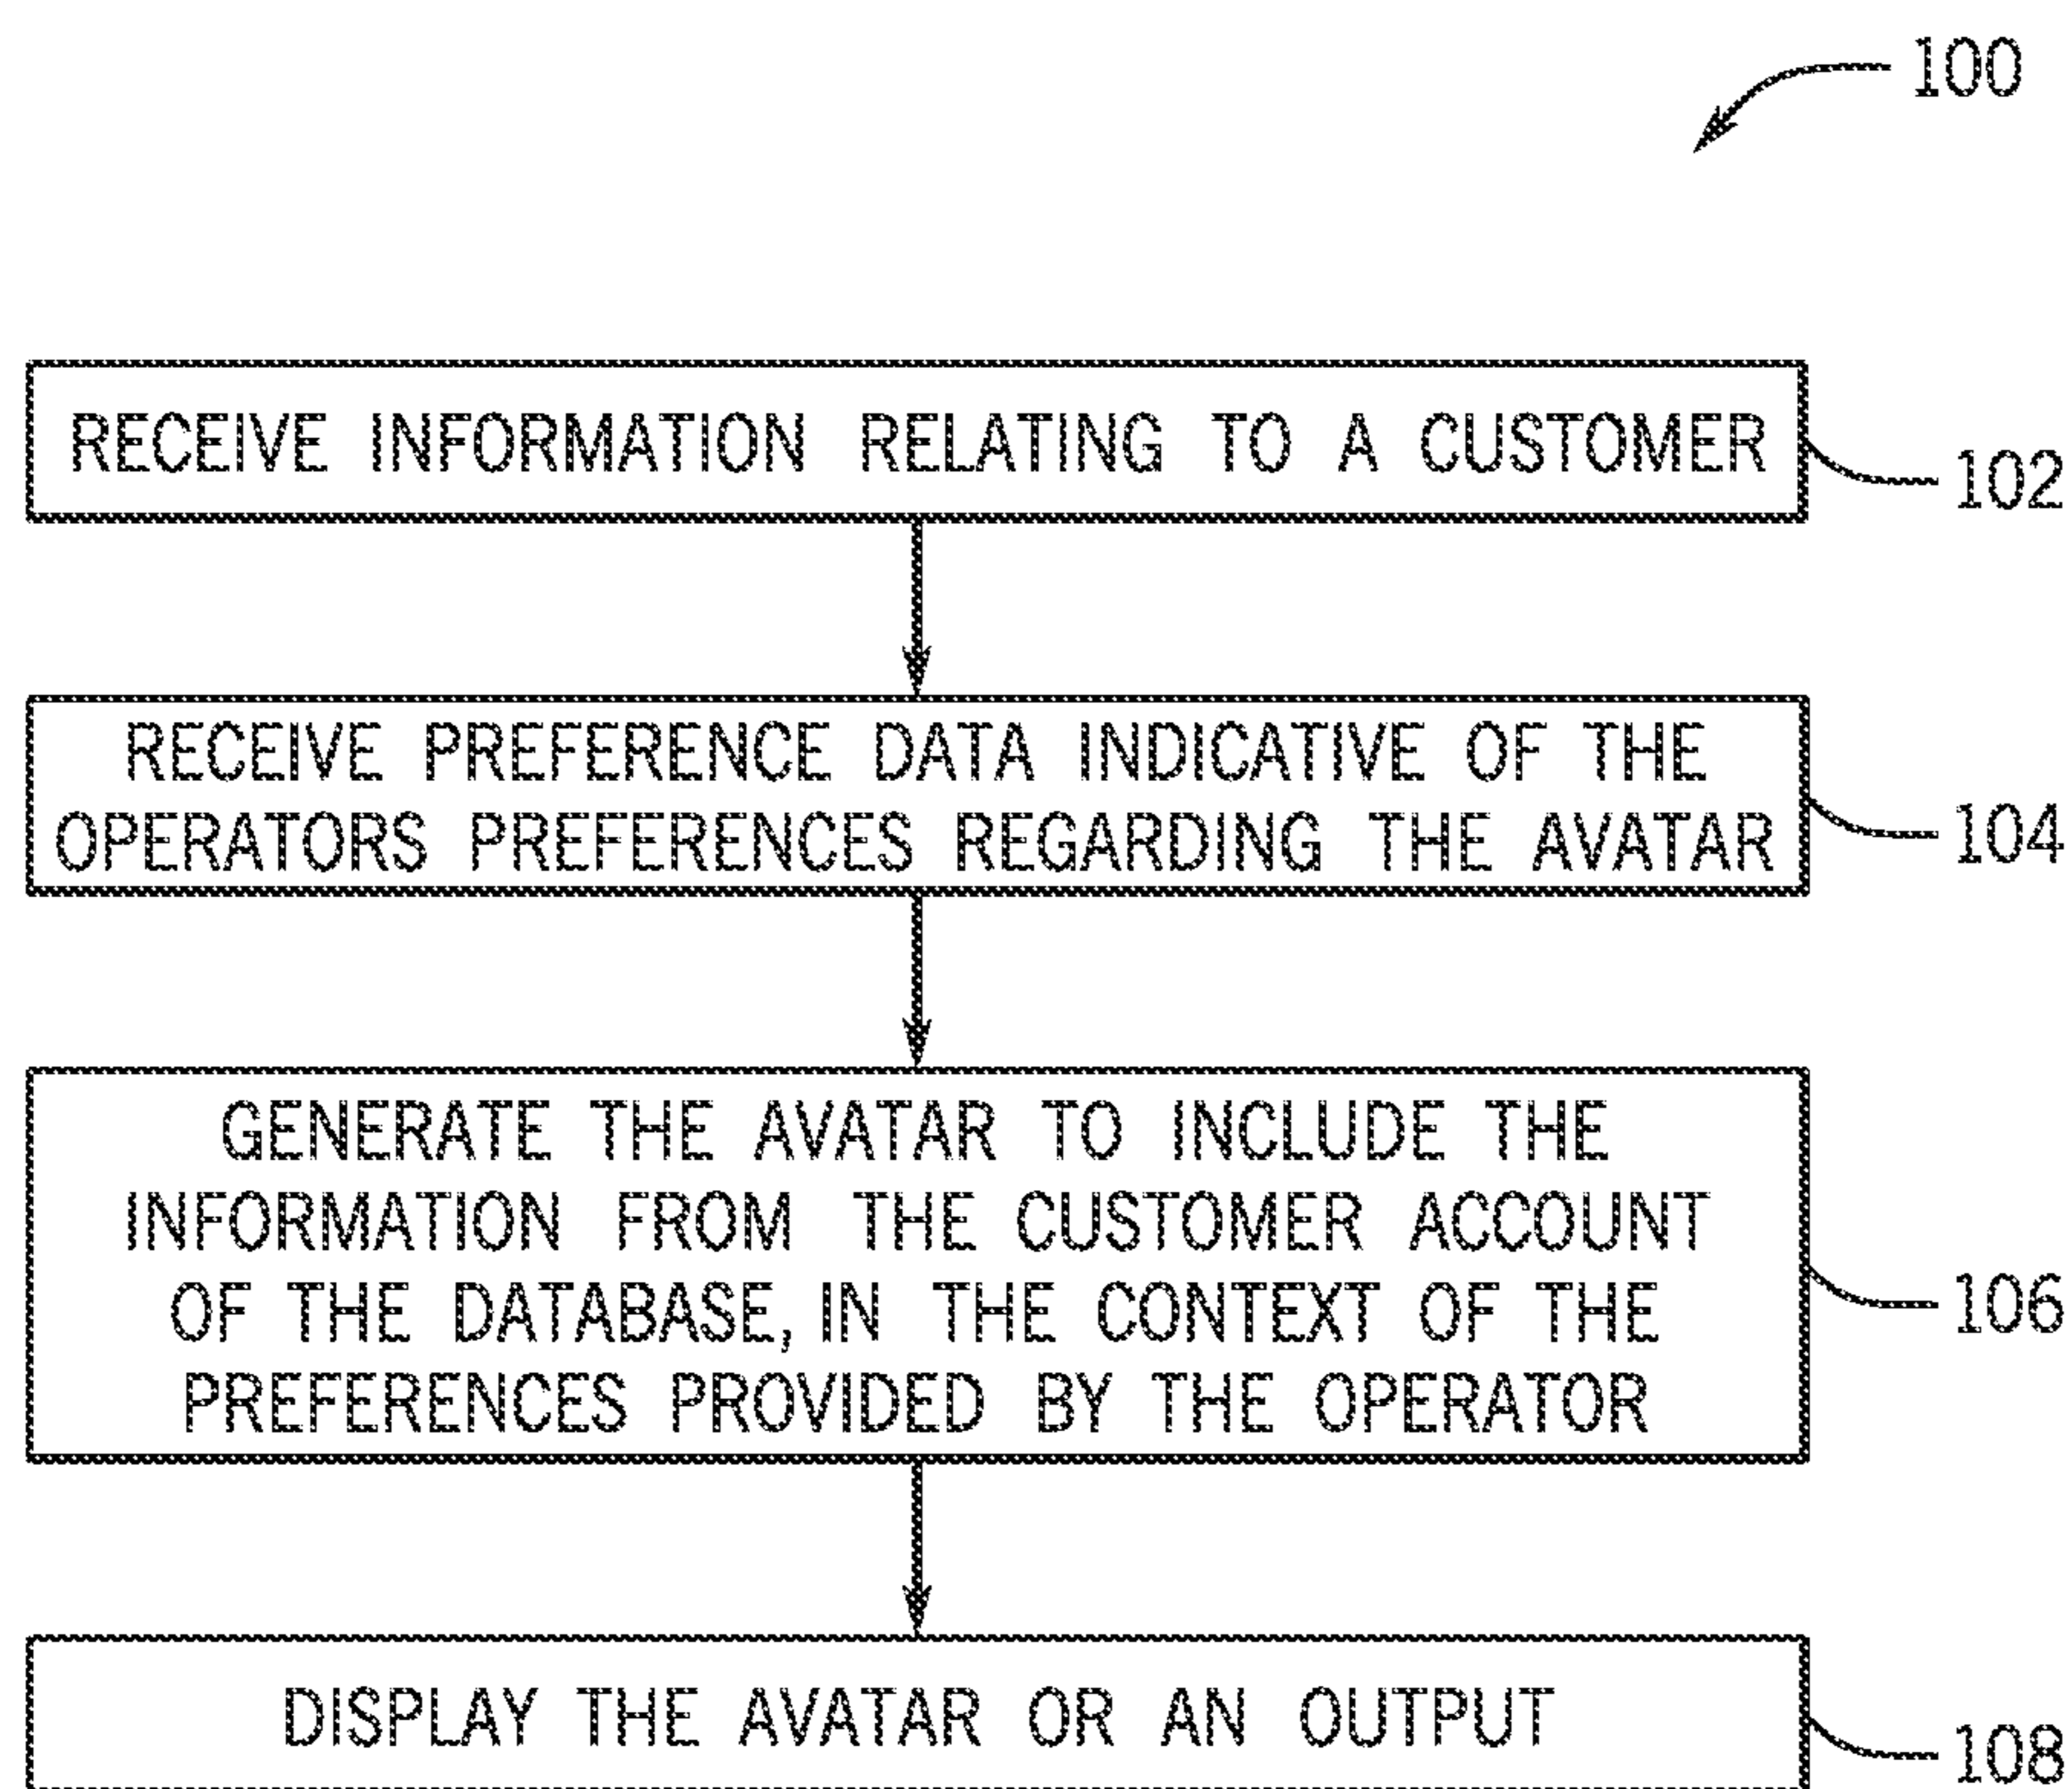 100
RECEIVE INFORMATION RELATING TO A CUSTOMER
102
RECEIVE PREFERENCE DATA INDICATIVE OF THE
OPERATORS PREFERENCES REGARDING THE AVATAR
104
GENERATE THE AVATAR TO INCLUDE THE
INFORMATION FROM THE CUSTOMER ACCOUNT
OF THE DATABASE, IN THE CONTEXT OF THE
PREFERENCES PROVIDED BY THE OPERATOR
106
DISPLAY THE AVATAR OR AN OUTPUT
108